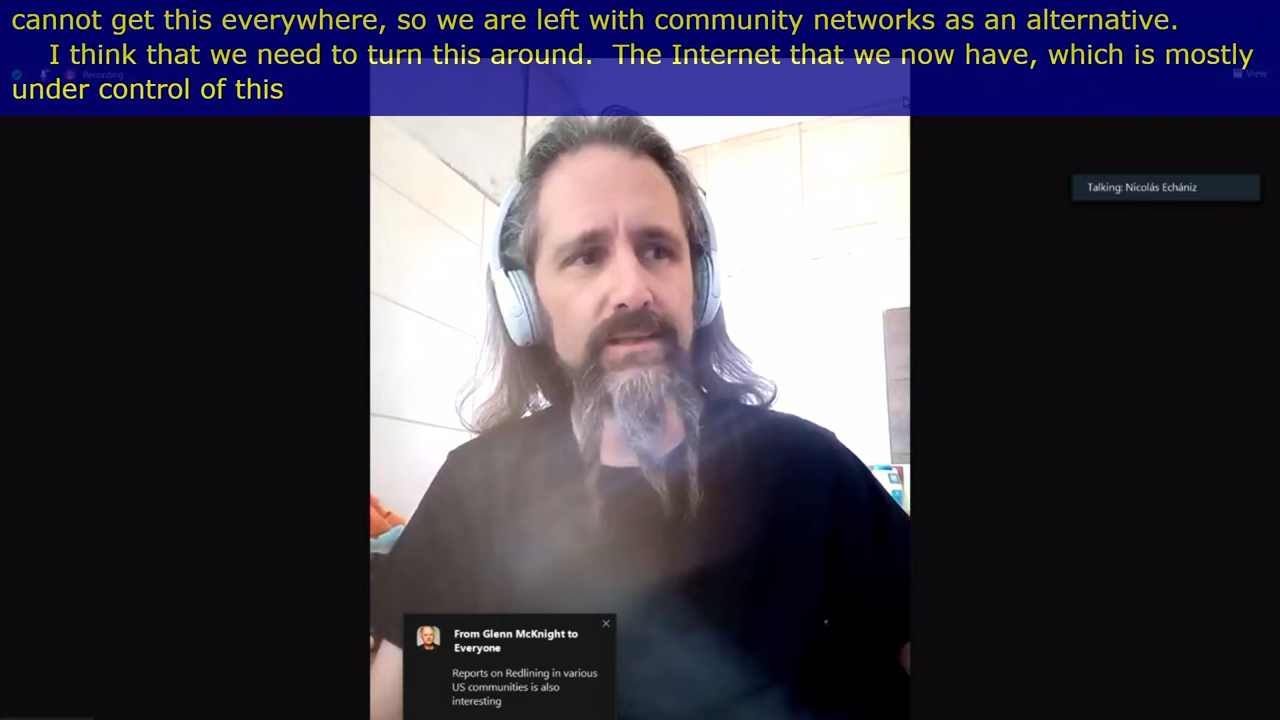 cannot get this everywhere, so we are left with community networks as an alternative.
I think that we need to turn this around.  The Internet that we now have, which is mostly
under control of this
Recording
View
Talking: Nicolás Echániz
From Glenn McKnight to
Everyone
Reports on Redlining in various
US communities is also
interesting